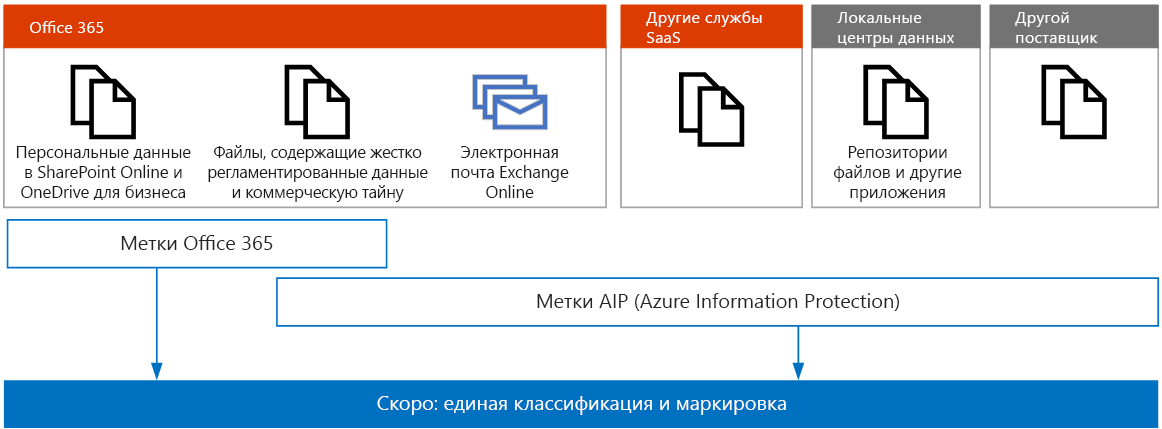 Office 365
Другие службы
SaaS
Локальные
центры данных
Другой
поставщик
Персональные данные
в SharePoint Online и
OneDrive для бизнеса
Файлы, содержащие жестко
регламентированные данные
и коммерческую тайну
Электронная
почта Exchange
Online
Репозитории
файлов и другие
приложения
Метки Office 365
Метки AIP (Azure Information Protection)
Скоро: единая классификация и маркировка